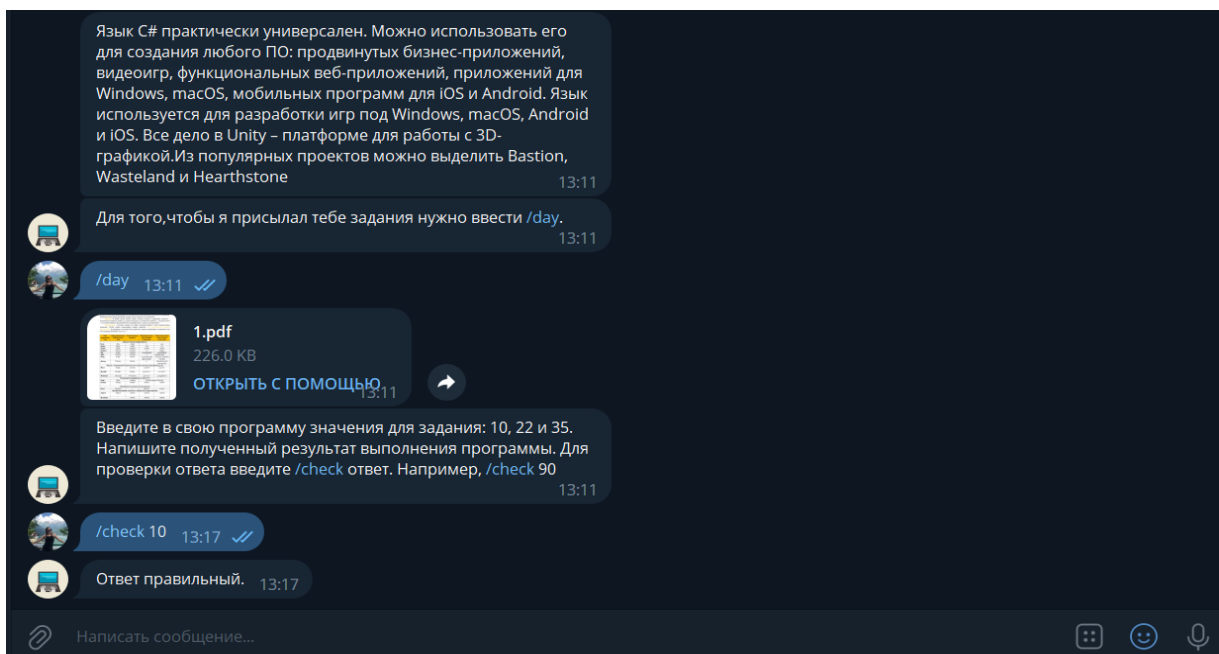 Язык C# практически универсален. Можно использовать его
для создания любого ПО: продвинутых бизнес-приложений,
видеоигр, функциональных веб-приложений, приложений для
Windows, macOS, мобильных программ для iOS и Android. Язык
используется для разработки игр под Windows, macOS, Android
и iOS. Все дело в Unity – платформе для работы с 3D-
графикой.Из популярных проектов можно выделить Bastion,
Wasteland и Hearthstone
13:11
Для того,чтобы я присылал тебе задания нужно ввести /day.
13:11
/day 13:11
1.pdf
226.0 KB
ОТКРЫТЬ С ПОМОЩЬЮ
13:11
Введите в свою программу значения для задания: 10, 22 и 35.
Напишите полученный результат выполнения программы. Для
проверки ответа введите /check ответ. Например, /check 90
13:11
/check 10 13:17
Ответ правильный. 13:17
Написать сообщение...